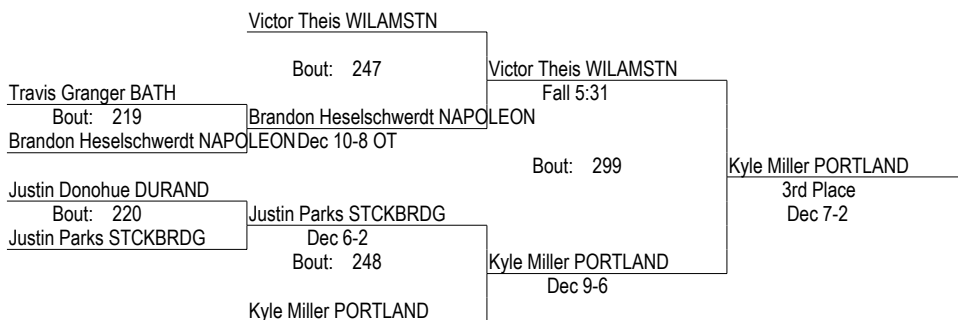 Victor Theis WILAMSTN
Bout: 247
Victor Theis WILAMSTN
Travis Granger BATH
Fall 5:31
Bout: 219
Brandon Heselschwerdt NAPOLEON
Brandon Heselschwerdt NAPOLEON
Dec 10-8 OT
Bout: 299
Kyle Miller PORTLAND
Justin Donohue DURAND
3rd Place
Bout: 220
Justin Parks STCKBRDG
Dec 7-2
Justin Parks STCKBRDG
Dec 6-2
Bout: 248
Kyle Miller PORTLAND
Dec 9-6
Kyle Miller PORTLAND